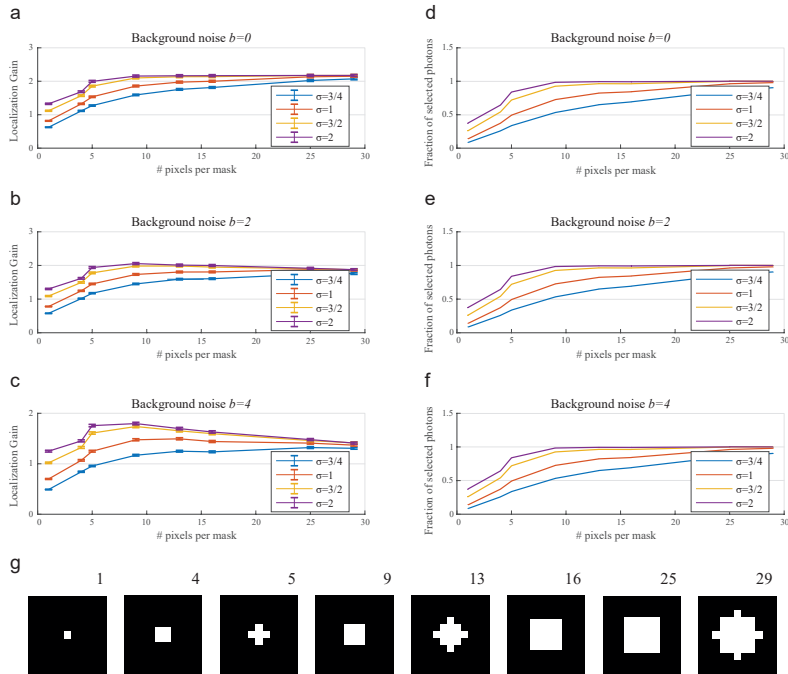 a
Background noise b=0
Localization Gain
3
2
1
0
0
5
10
15
20
25
30
# pixels per mask
σ=3/4
σ=1
σ=3/2
σ=2
d
Background noise b=0
Fraction of selected photons
1.5
1
0.5
0
0
5
10
15
20
25
30
# pixels per mask
σ=3/4
σ=1
σ=3/2
σ=2
b
Background noise b=2
Localization Gain
3
2
1
0
0
5
10
15
20
25
30
# pixels per mask
σ=3/4
σ=1
σ=3/2
σ=2
e
Background noise b=2
Fraction of selected photons
1.5
1
0.5
0
0
5
10
15
20
25
30
# pixels per mask
σ=3/4
σ=1
σ=3/2
σ=2
c
Background noise b=4
Localization Gain
2
1
0
0
5
10
15
20
25
30
# pixels per mask
σ=3/4
σ=1
σ=3/2
σ=2
f
Background noise b=4
Fraction of selected photons
1.5
1
0.5
0
0
5
10
15
20
25
30
# pixels per mask
σ=3/4
σ=1
σ=3/2
σ=2
g
1 4 5 9 13 16 25 29